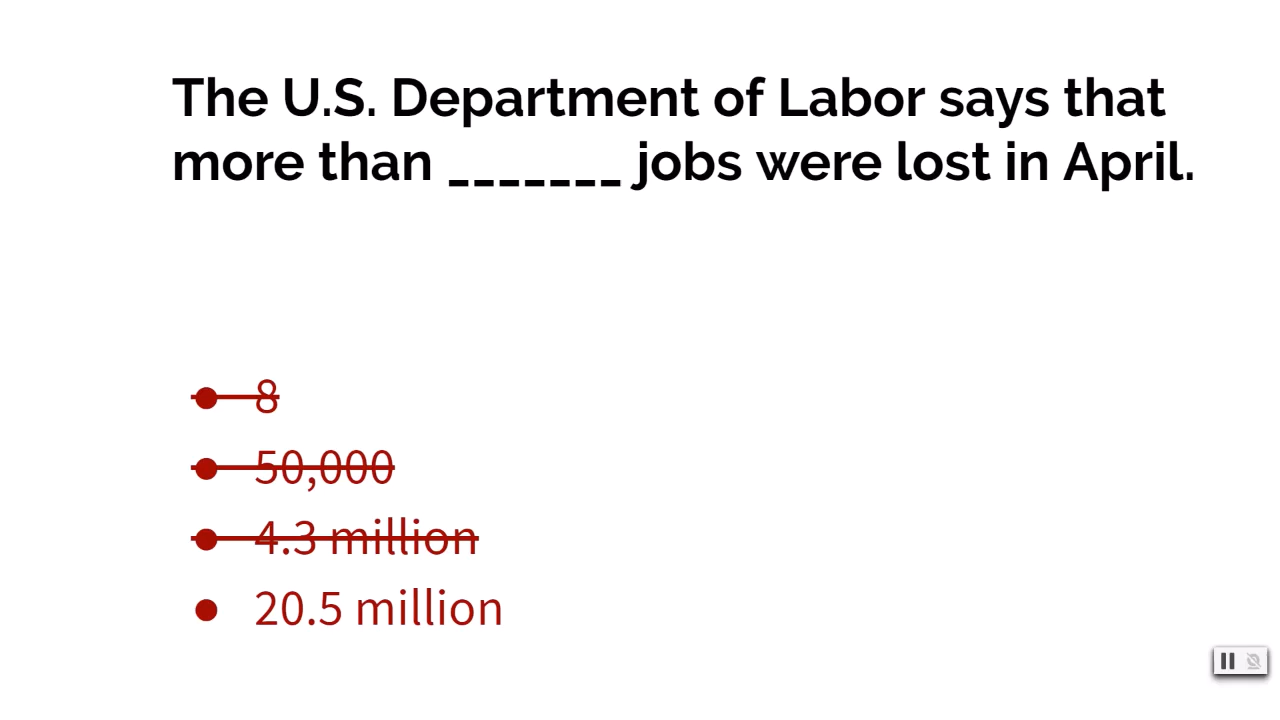 The U.S. Department of Labor says that
more than _______ jobs were lost in April.
8
50,000
4.3 million
20.5 million